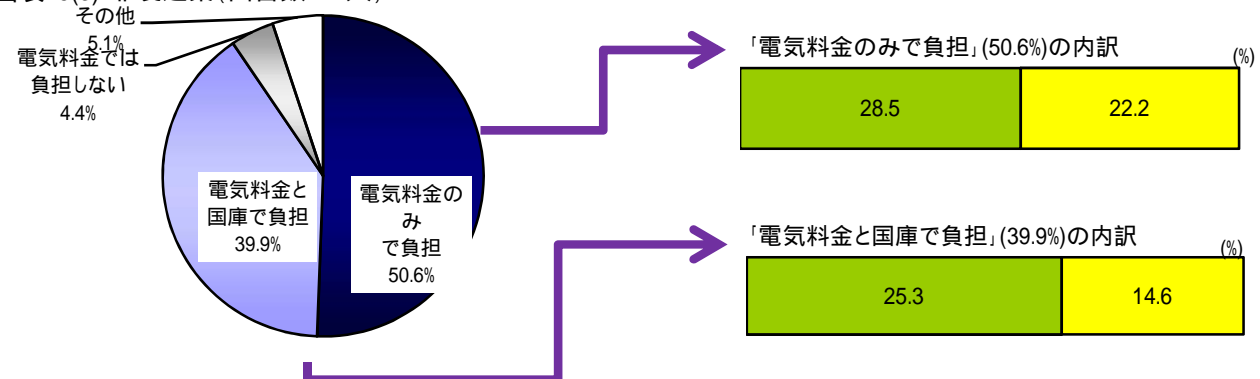 その他
5.1%
電気料金では
負担しない
4.4%
電気料金と
国庫で負担
39.9%
電気料金の
み
で負担
50.6%
「電気料金のみで負担」(50.6%)の内訳
(%)
28.5
22.2
「電気料金と国庫で負担」(39.9%)の内訳
(%)
25.3
14.6